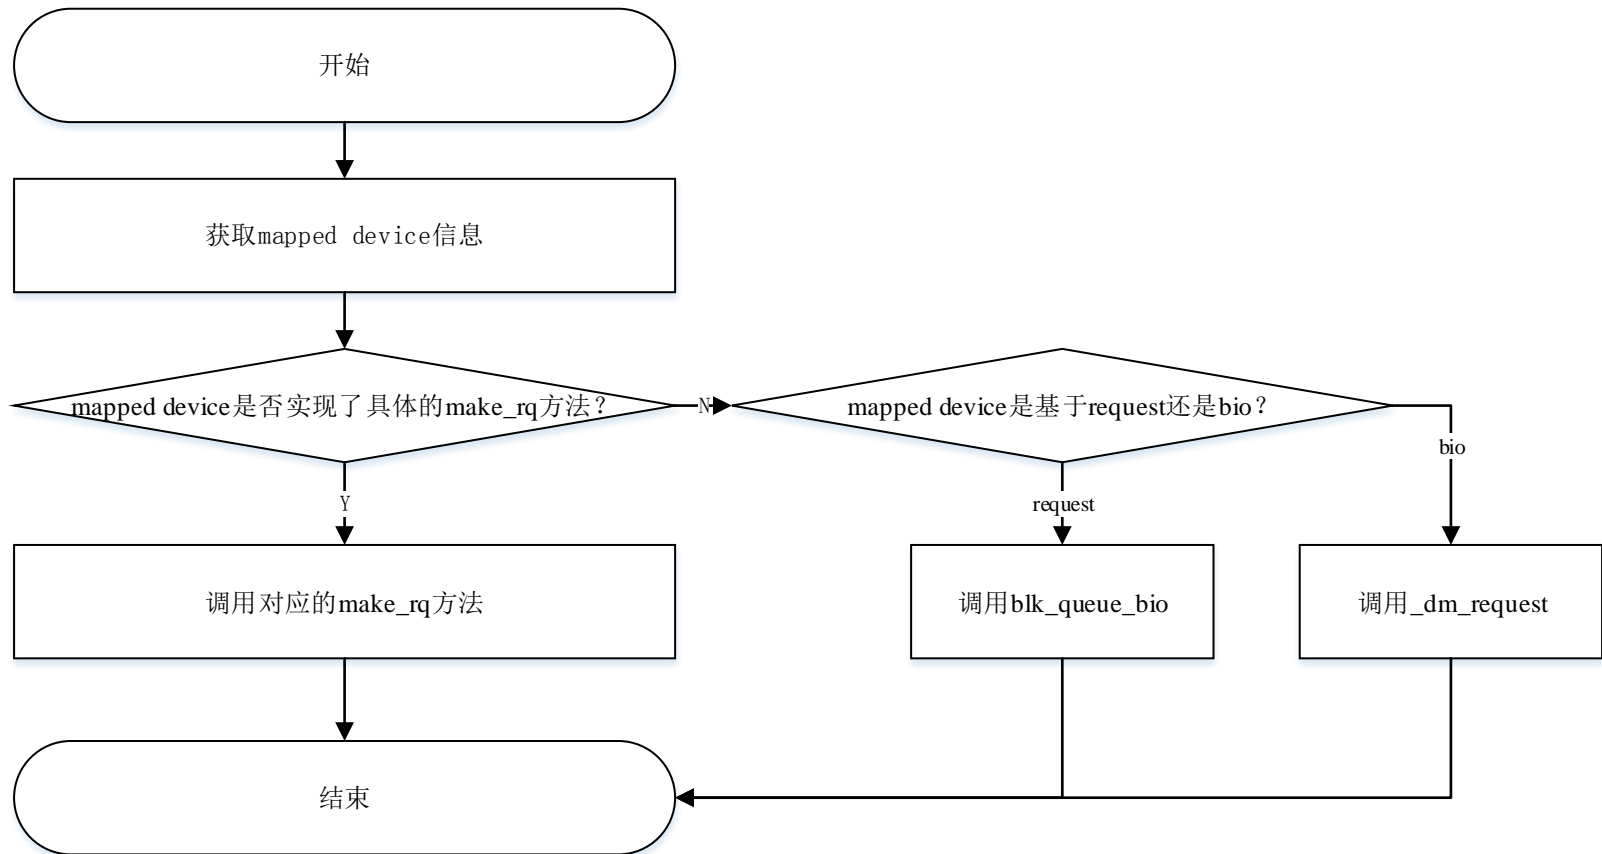 开始
获取mapped device信息
mapped device是否实现了具体的make_rq方法？
N
mapped device是基于request还是bio？
bio
Y
request
调用对应的make_rq方法
调用blk_queue_bio
调用_dm_request
结束